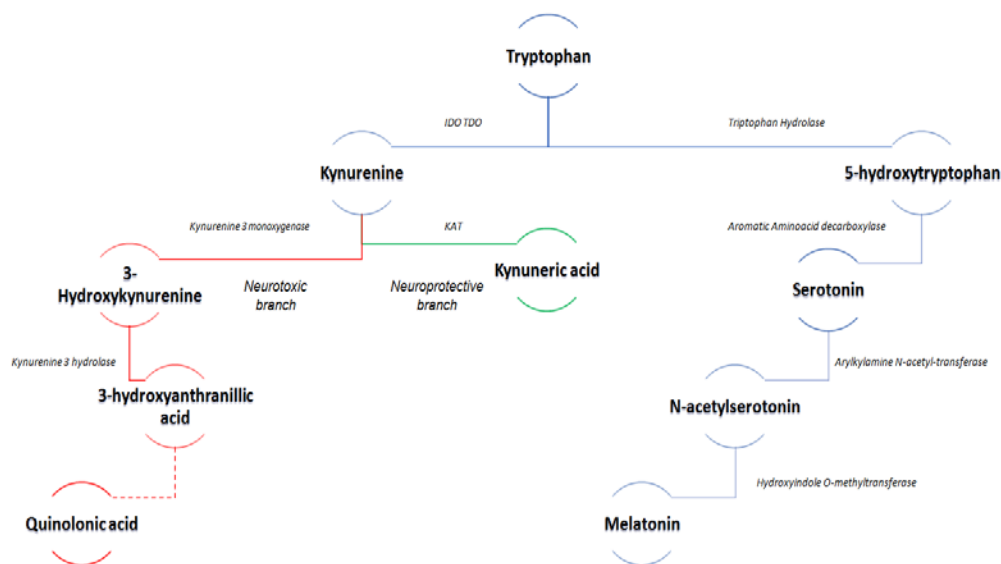 Tryptophan
IDO TDO
Triptophan Hydrolase
Kynurenine
5-hydroxytryptophan
Kynurenine 3 monoxygenase
KAT
Aromatic Aminoacid decarboxylase
3-
Hydroxykynurenine
Neurotoxic
branch
Neuroprotective
branch
Kynuneric acid
Serotonin
Kynurenine 3 hydrolase
Arylkylamine N-acetyl-transferase
3-hydroxyanthranillic
acid
N-acetylserotonin
Hydroxyindole O-methyltransferase
Quinolonic acid
Melatonin